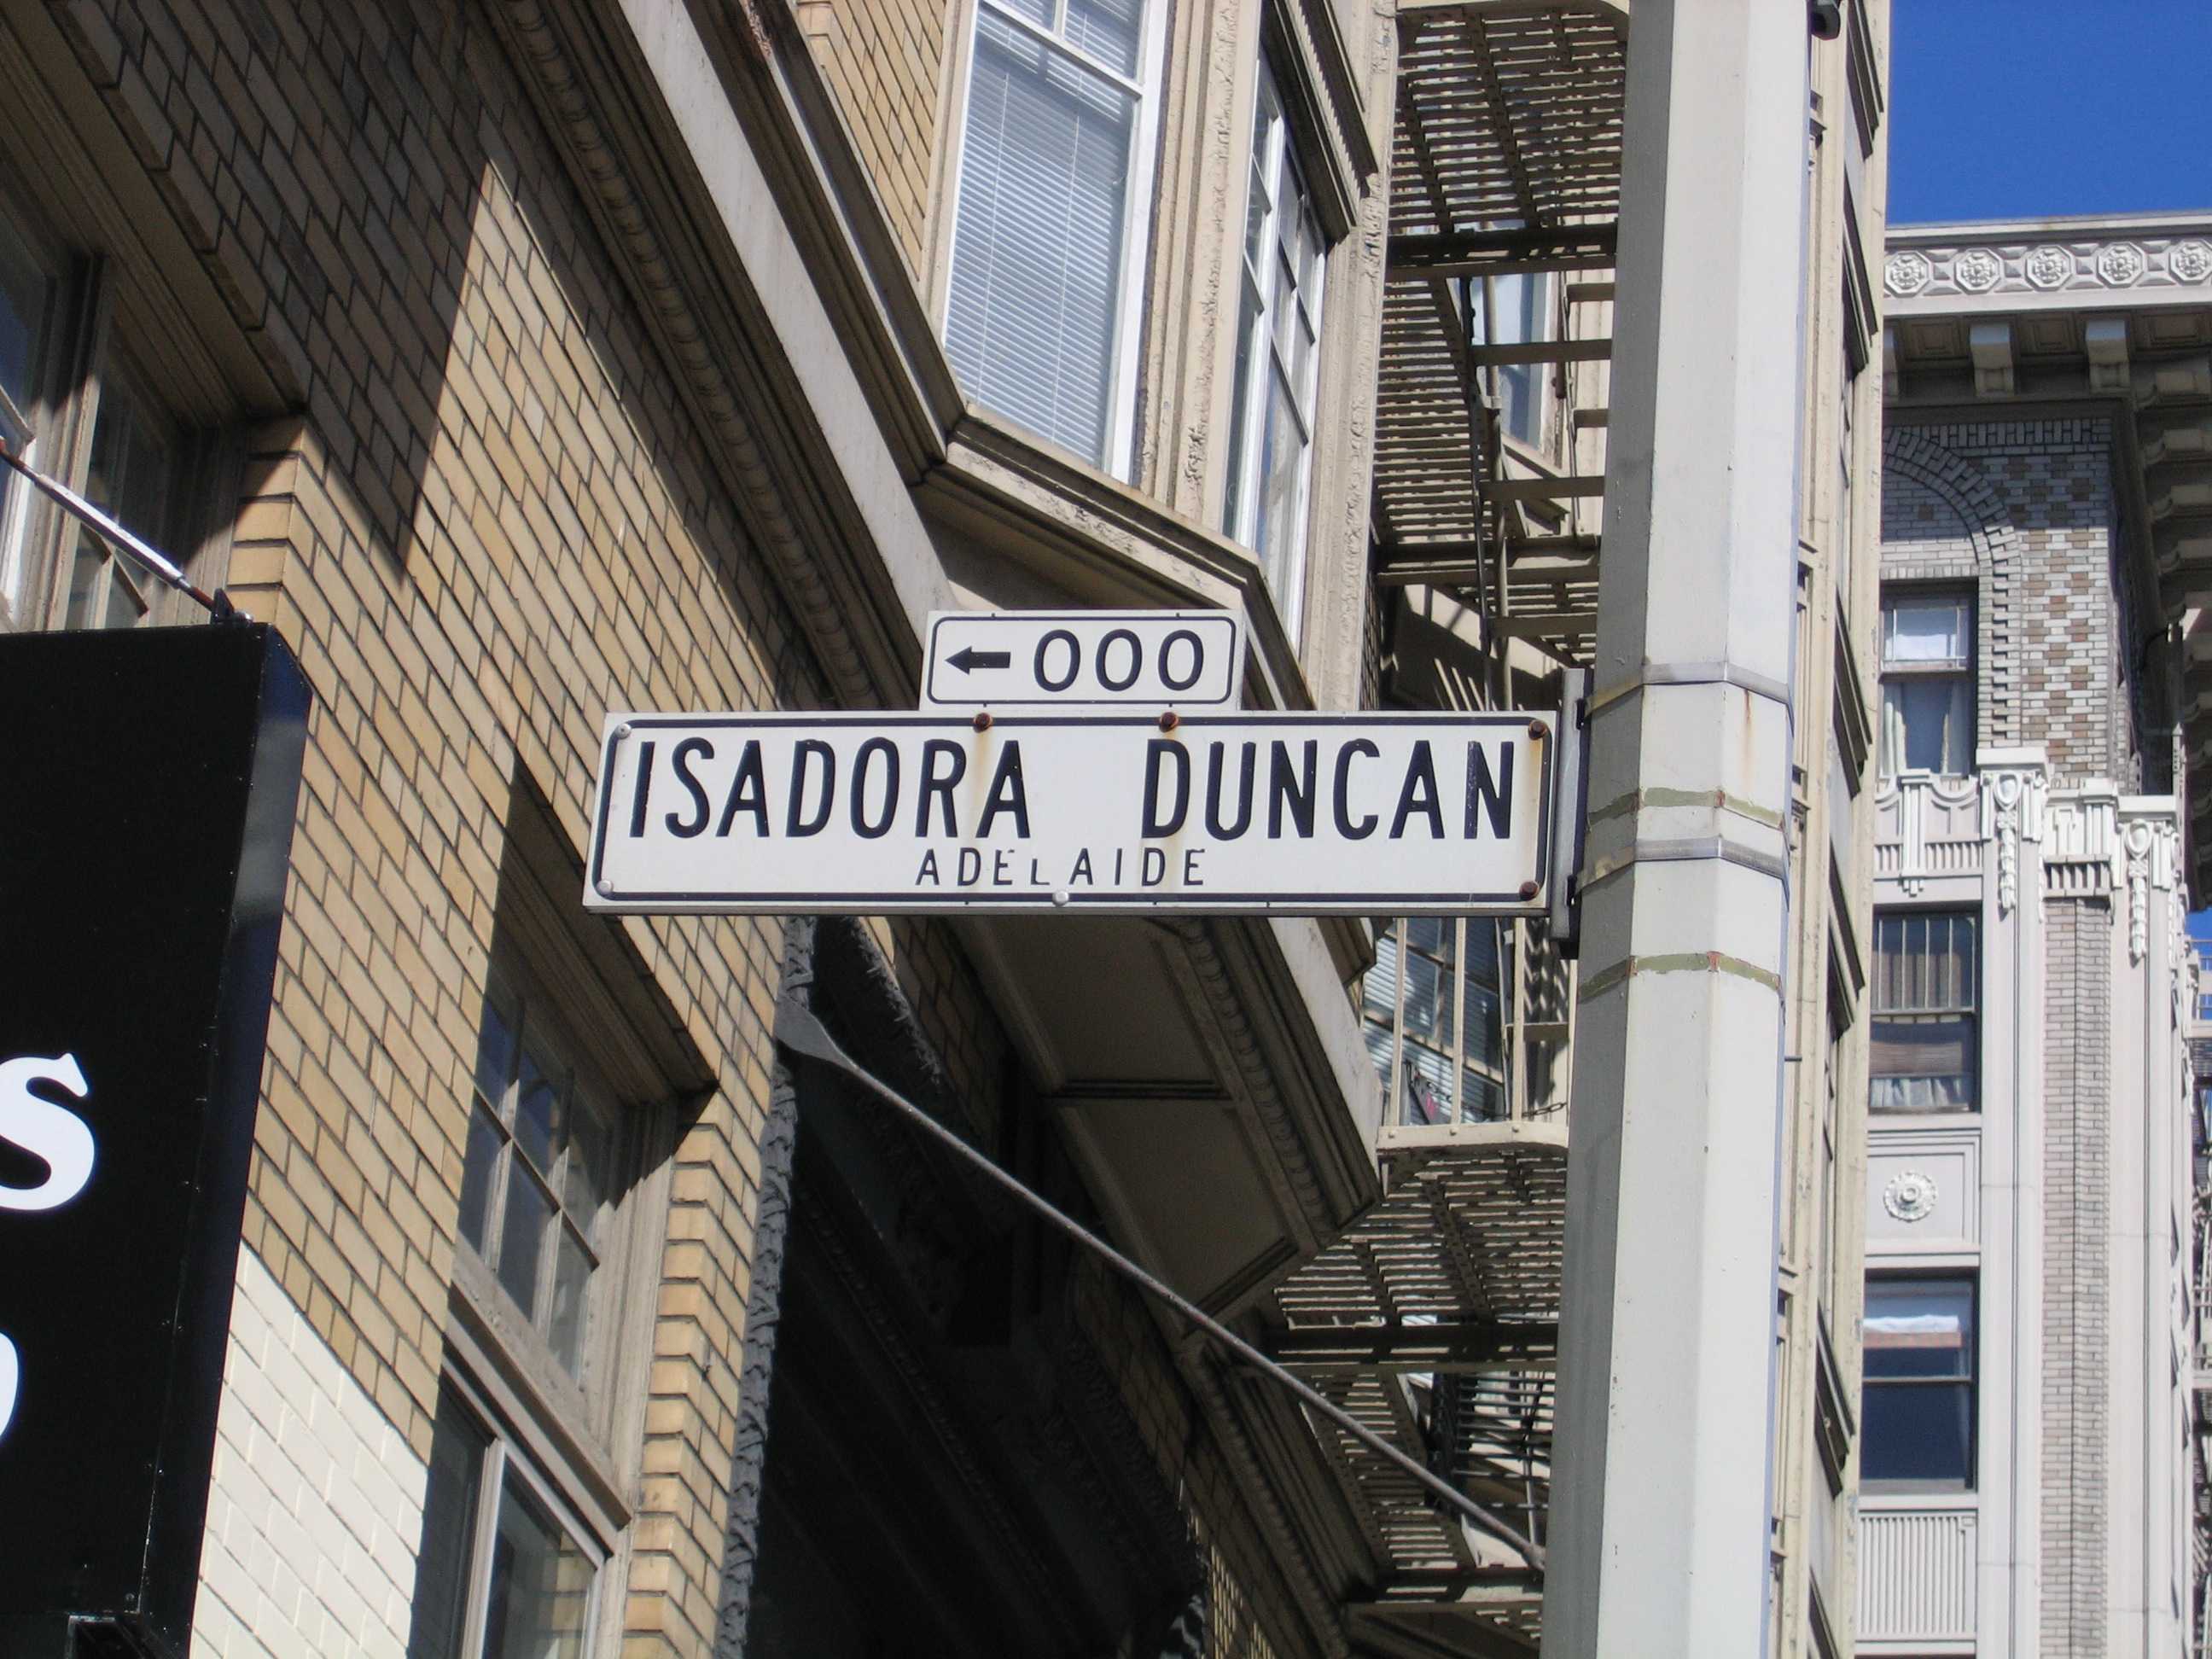 ← 000
ISADORA DUNCAN
ADELAIDE
S